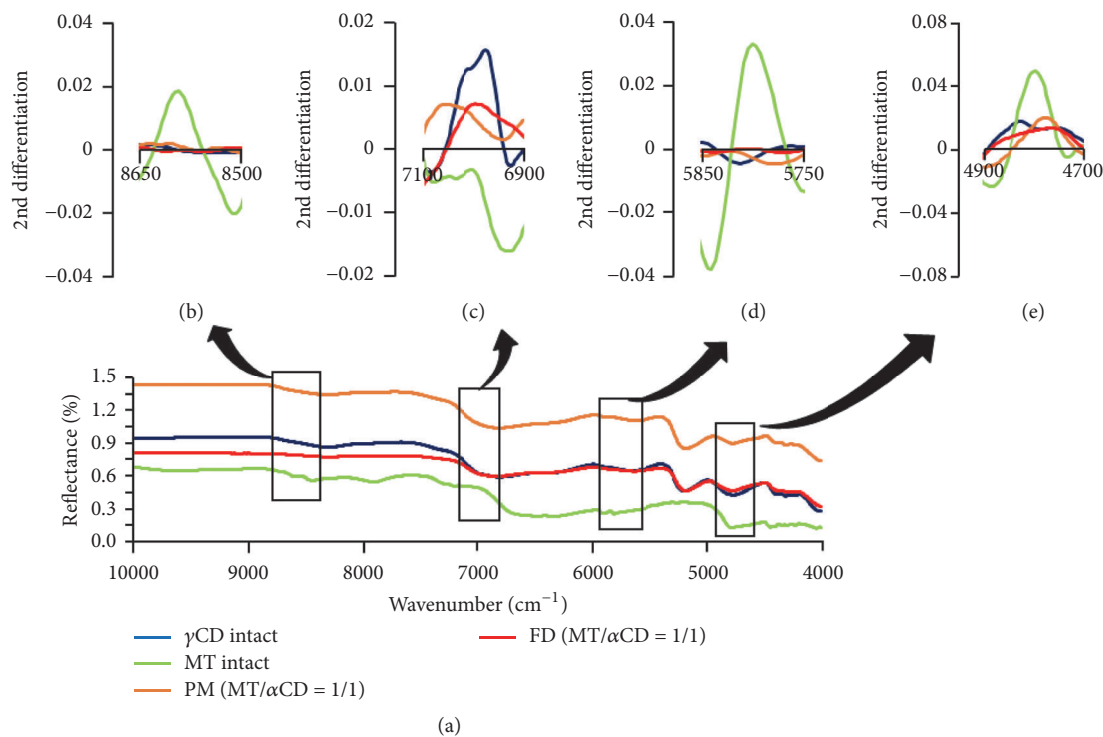 0.04
0.02
0
−0.02
−0.04
2nd differentiation
8650
8500
(b)
0.02
0.01
0
−0.01
−0.02
2nd differentiation
7100
6900
(c)
0.04
0.02
0
−0.02
−0.04
2nd differentiation
5850
5750
(d)
0.08
0.04
0
−0.04
−0.08
2nd differentiation
4900
4700
(e)
1.5
1.2
0.9
0.6
0.3
0.0
Reflectance (%)
10000 9000 8000 7000 6000 5000 4000
Wavenumber (cm⁻¹)
γCD intact
MT intact
PM (MT/αCD = 1/1)
FD (MT/αCD = 1/1)
(a)